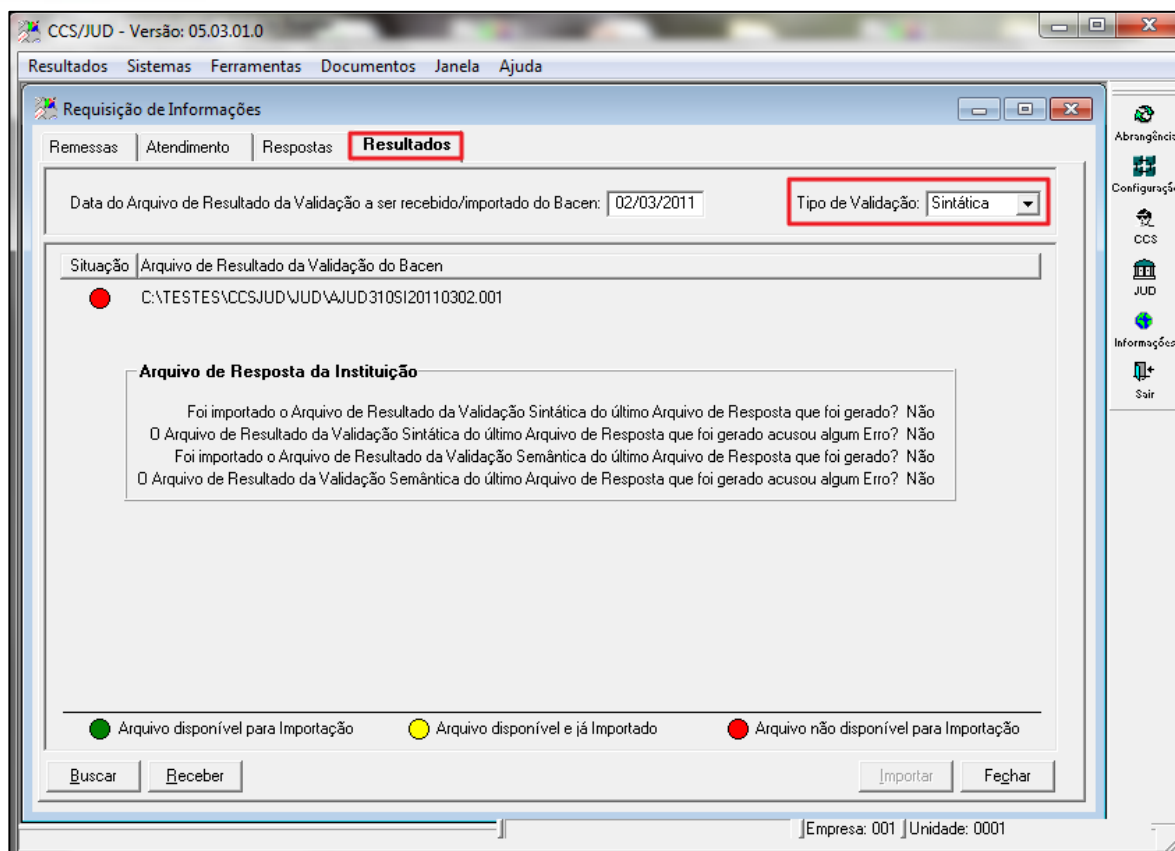 CCS/JUD - Versão: 05.03.01.0
Resultados Sistemas Ferramentas Documentos Janela Ajuda
Requisição de Informações
Remessas Atendimento Respostas Resultados
Data do Arquivo de Resultado da Validação a ser recebido/importado do Bacen: 02/03/2011 Tipo de Validação: Sintática
Situação Arquivo de Resultado da Validação do Bacen
C:\TESTES\CCSJUD\JUD\AJUD310SI20110302.001
Arquivo de Resposta da Instituição
Foi importado o Arquivo de Resultado da Validação Sintática do último Arquivo de Resposta que foi gerado? Não
O Arquivo de Resultado da Validação Sintática do último Arquivo de Resposta que foi gerado acusou algum Erro? Não
Foi importado o Arquivo de Resultado da Validação Semântica do último Arquivo de Resposta que foi gerado? Não
O Arquivo de Resultado da Validação Semântica do último Arquivo de Resposta que foi gerado acusou algum Erro? Não
Arquivo disponível para Importação Arquivo disponível e já Importado Arquivo não disponível para Importação
Buscar Receber Importar Fechar
Abrangência
Configuraçõ
CCS
JUD
Informações
Sair
Empresa: 001 Unidade: 0001